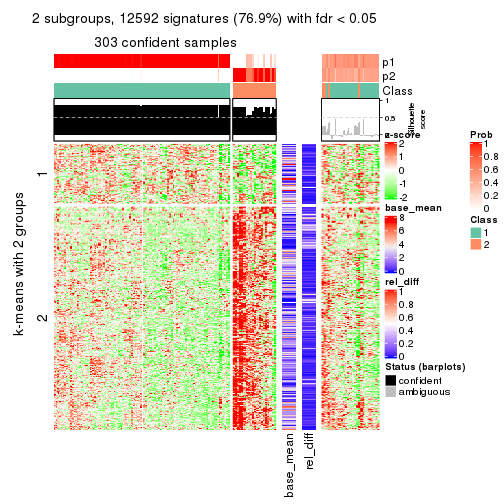 2 subgroups, 12592 signatures (76.9%) with fdr < 0.05
303 confident samples
p1
p2
Class
1
0.5
0
Silhouette
score
k-means with 2 groups
1
2
base_mean
rel_diff
z-score
2
1
0
-1
-2
base_mean
8
6
4
2
0
rel_diff
1
0.8
0.6
0.4
0.2
0
Status (barplots)
confident
ambiguous
Prob
1
0.8
0.6
0.4
0.2
0
Class
1
2